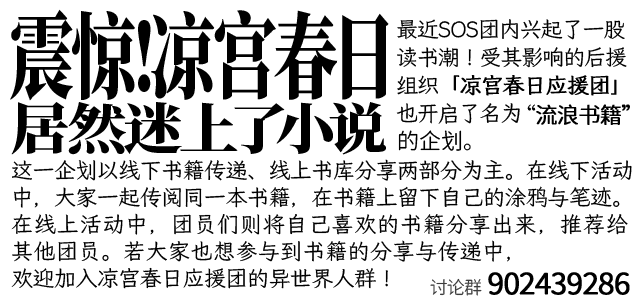 震惊!凉宫春日
居然迷上了小说
最近SOS团内兴起了一股
读书潮！受其影响的后援
组织「凉宫春日应援团」
也开启了名为“流浪书籍”
的企划。
这一企划以线下书籍传递、线上书库分享两部分为主。在线下活动
中，大家一起传阅同一本书籍，在书籍上留下自己的涂鸦与笔迹。
在线上活动中，团员们则将自己喜欢的书籍分享出来，推荐给
其他团员。若大家也想参与到书籍的分享与传递中，
欢迎加入凉宫春日应援团的异世界人群！
讨论群 902439286